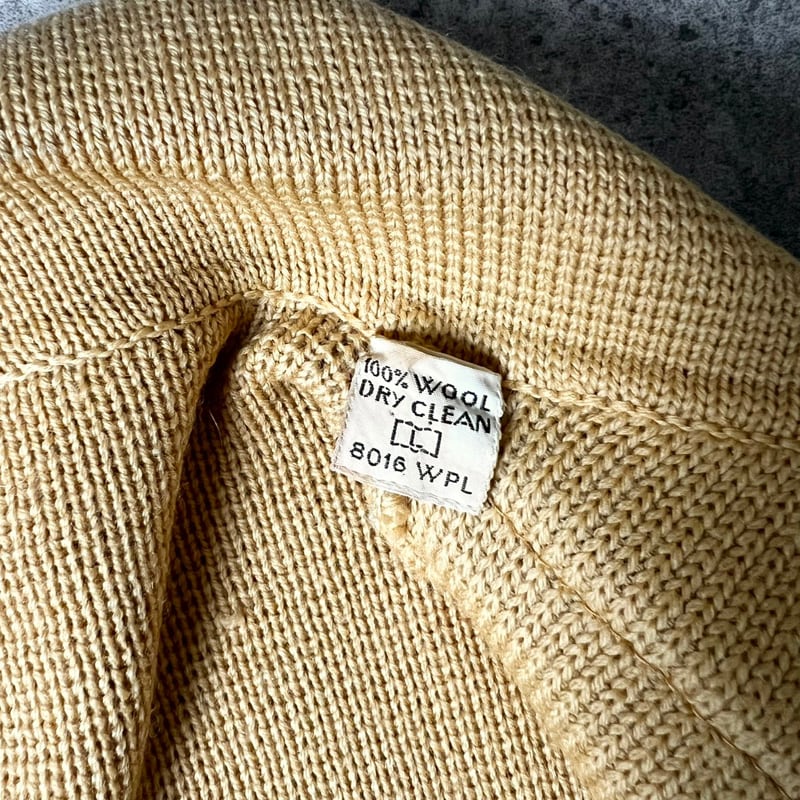 100% WOOL
DRY CLEAN
[L]
8016 WPL